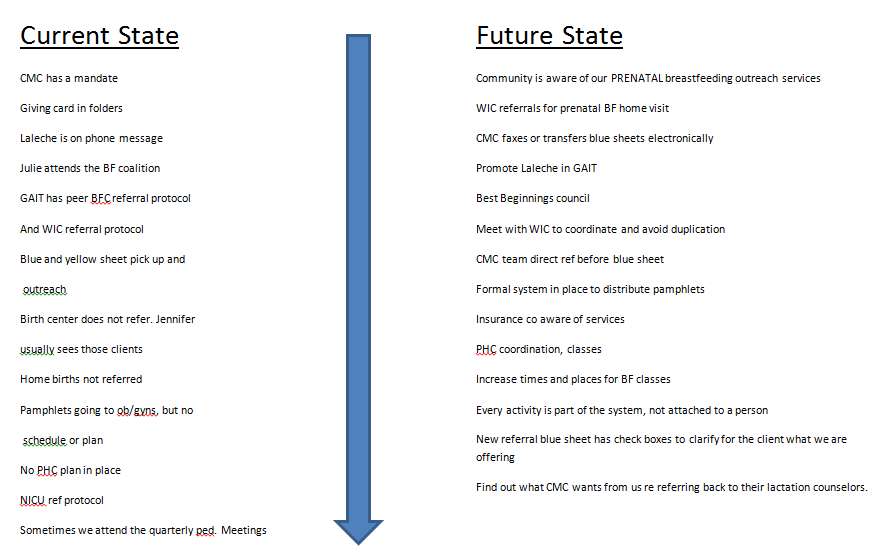 Current State
CMC has a mandate
Giving card in folders
Laleche is on phone message
Julie attends the BF coalition
GAIT has peer BFC referral protocol
And WIC referral protocol
Blue and yellow sheet pick up and
outreach
Birth center does not refer. Jennifer
usually sees those clients
Home births not referred
Pamphlets going to ob/gyns, but no
schedule or plan
No PHC plan in place
NICU ref protocol
Sometimes we attend the quarterly ped. Meetings
Future State
Community is aware of our PRENATAL breastfeeding outreach services
WIC referrals for prenatal BF home visit
CMC faxes or transfers blue sheets electronically
Promote Laleche in GAIT
Best Beginnings council
Meet with WIC to coordinate and avoid duplication
CMC team direct ref before blue sheet
Formal system in place to distribute pamphlets
Insurance co aware of services
PHC coordination, classes
Increase times and places for BF classes
Every activity is part of the system, not attached to a person
New referral blue sheet has check boxes to clarify for the client what we are
offering
Find out what CMC wants from us re referring back to their lactation counselors.